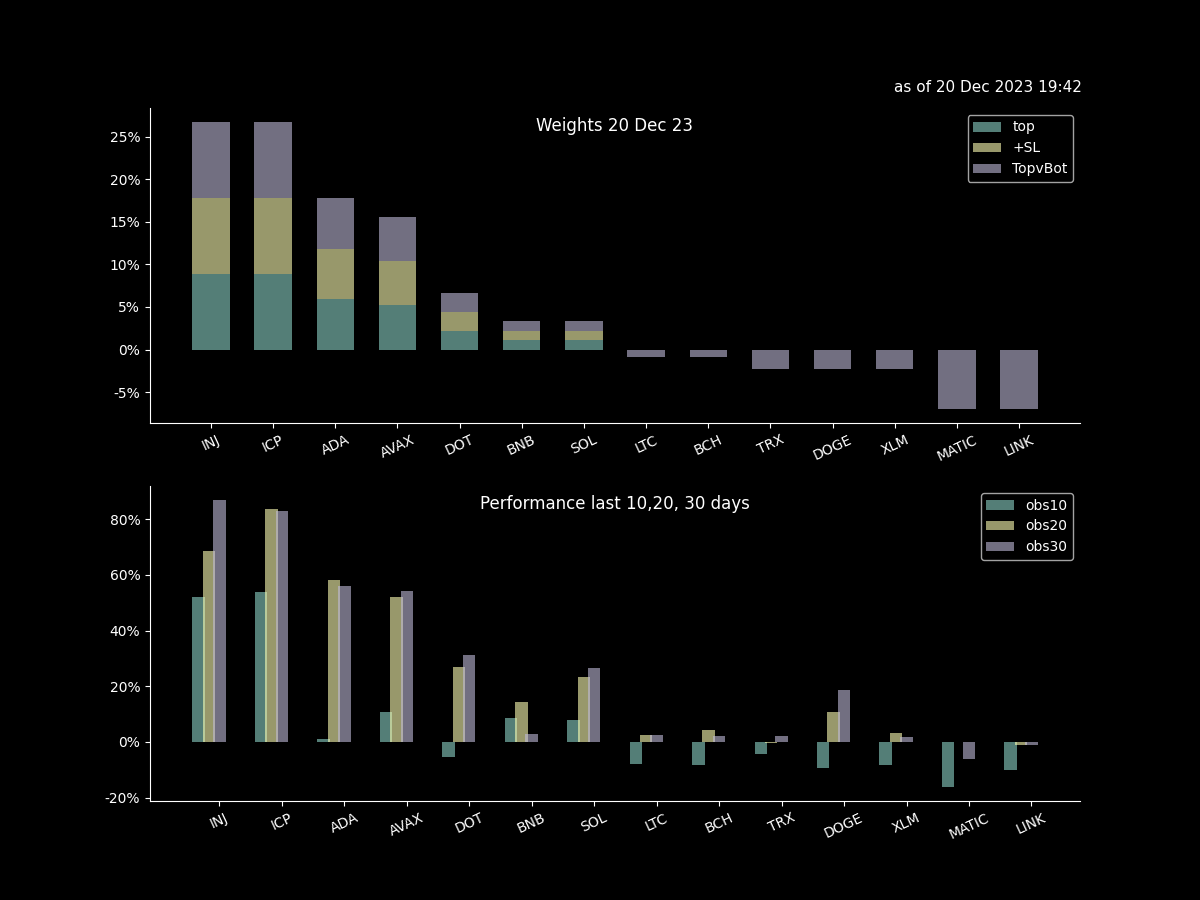 as of 20 Dec 2023 19:42
Weights 20 Dec 23
top
+SL
TopvBot
25%
20%
15%
10%
5%
0%
-5%
INJ ICP ADA AVAX DOT BNB SOL LTC BCH TRX DOGE XLM MATIC LINK
Performance last 10,20, 30 days
obs10
obs20
obs30
80%
60%
40%
20%
0%
-20%
INJ ICP ADA AVAX DOT BNB SOL LTC BCH TRX DOGE XLM MATIC LINK